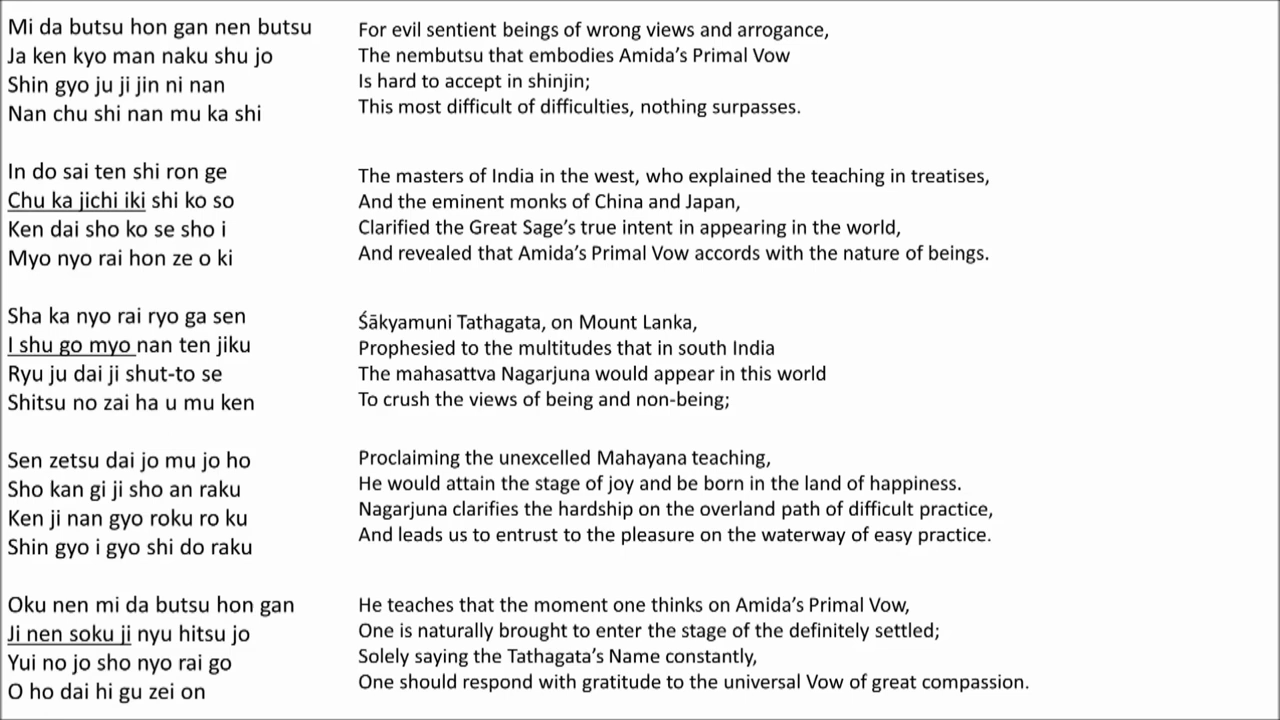 Mi da butsu hon gan nen butsu
Ja ken kyo man naku shu jo
Shin gyo ju ji jin ni nan
Nan chu shi nan mu ka shi
For evil sentient beings of wrong views and arrogance,
The nembutsu that embodies Amida’s Primal Vow
Is hard to accept in shinjin;
This most difficult of difficulties, nothing surpasses.
In do sai ten shi ron ge
Chu ka jichi iki shi ko so
Ken dai sho ko se sho i
Myo nyo rai hon ze o ki
The masters of India in the west, who explained the teaching in treatises,
And the eminent monks of China and Japan,
Clarified the Great Sage’s true intent in appearing in the world,
And revealed that Amida’s Primal Vow accords with the nature of beings.
Sha ka nyo rai ryo ga sen
I shu go myo nan ten jiku
Ryu ju dai ji shut-to se
Shitsu no zai ha u mu ken
Śākyamuni Tathagata, on Mount Lanka,
Prophesied to the multitudes that in south India
The mahasattva Nagarjuna would appear in this world
To crush the views of being and non-being;
Sen zetsu dai jo mu jo ho
Sho kan gi ji sho an raku
Ken ji nan gyo roku ro ku
Shin gyo i gyo shi do raku
Proclaiming the unexcelled Mahayana teaching,
He would attain the stage of joy and be born in the land of happiness.
Nagarjuna clarifies the hardship on the overland path of difficult practice,
And leads us to entrust to the pleasure on the waterway of easy practice.
Oku nen mi da butsu hon gan
Ji nen soku ji nyu hitsu jo
Yui no jo sho nyo rai go
O ho dai hi gu zei on
He teaches that the moment one thinks on Amida’s Primal Vow,
One is naturally brought to enter the stage of the definitely settled;
Solely saying the Tathagata’s Name constantly,
One should respond with gratitude to the universal Vow of great compassion.